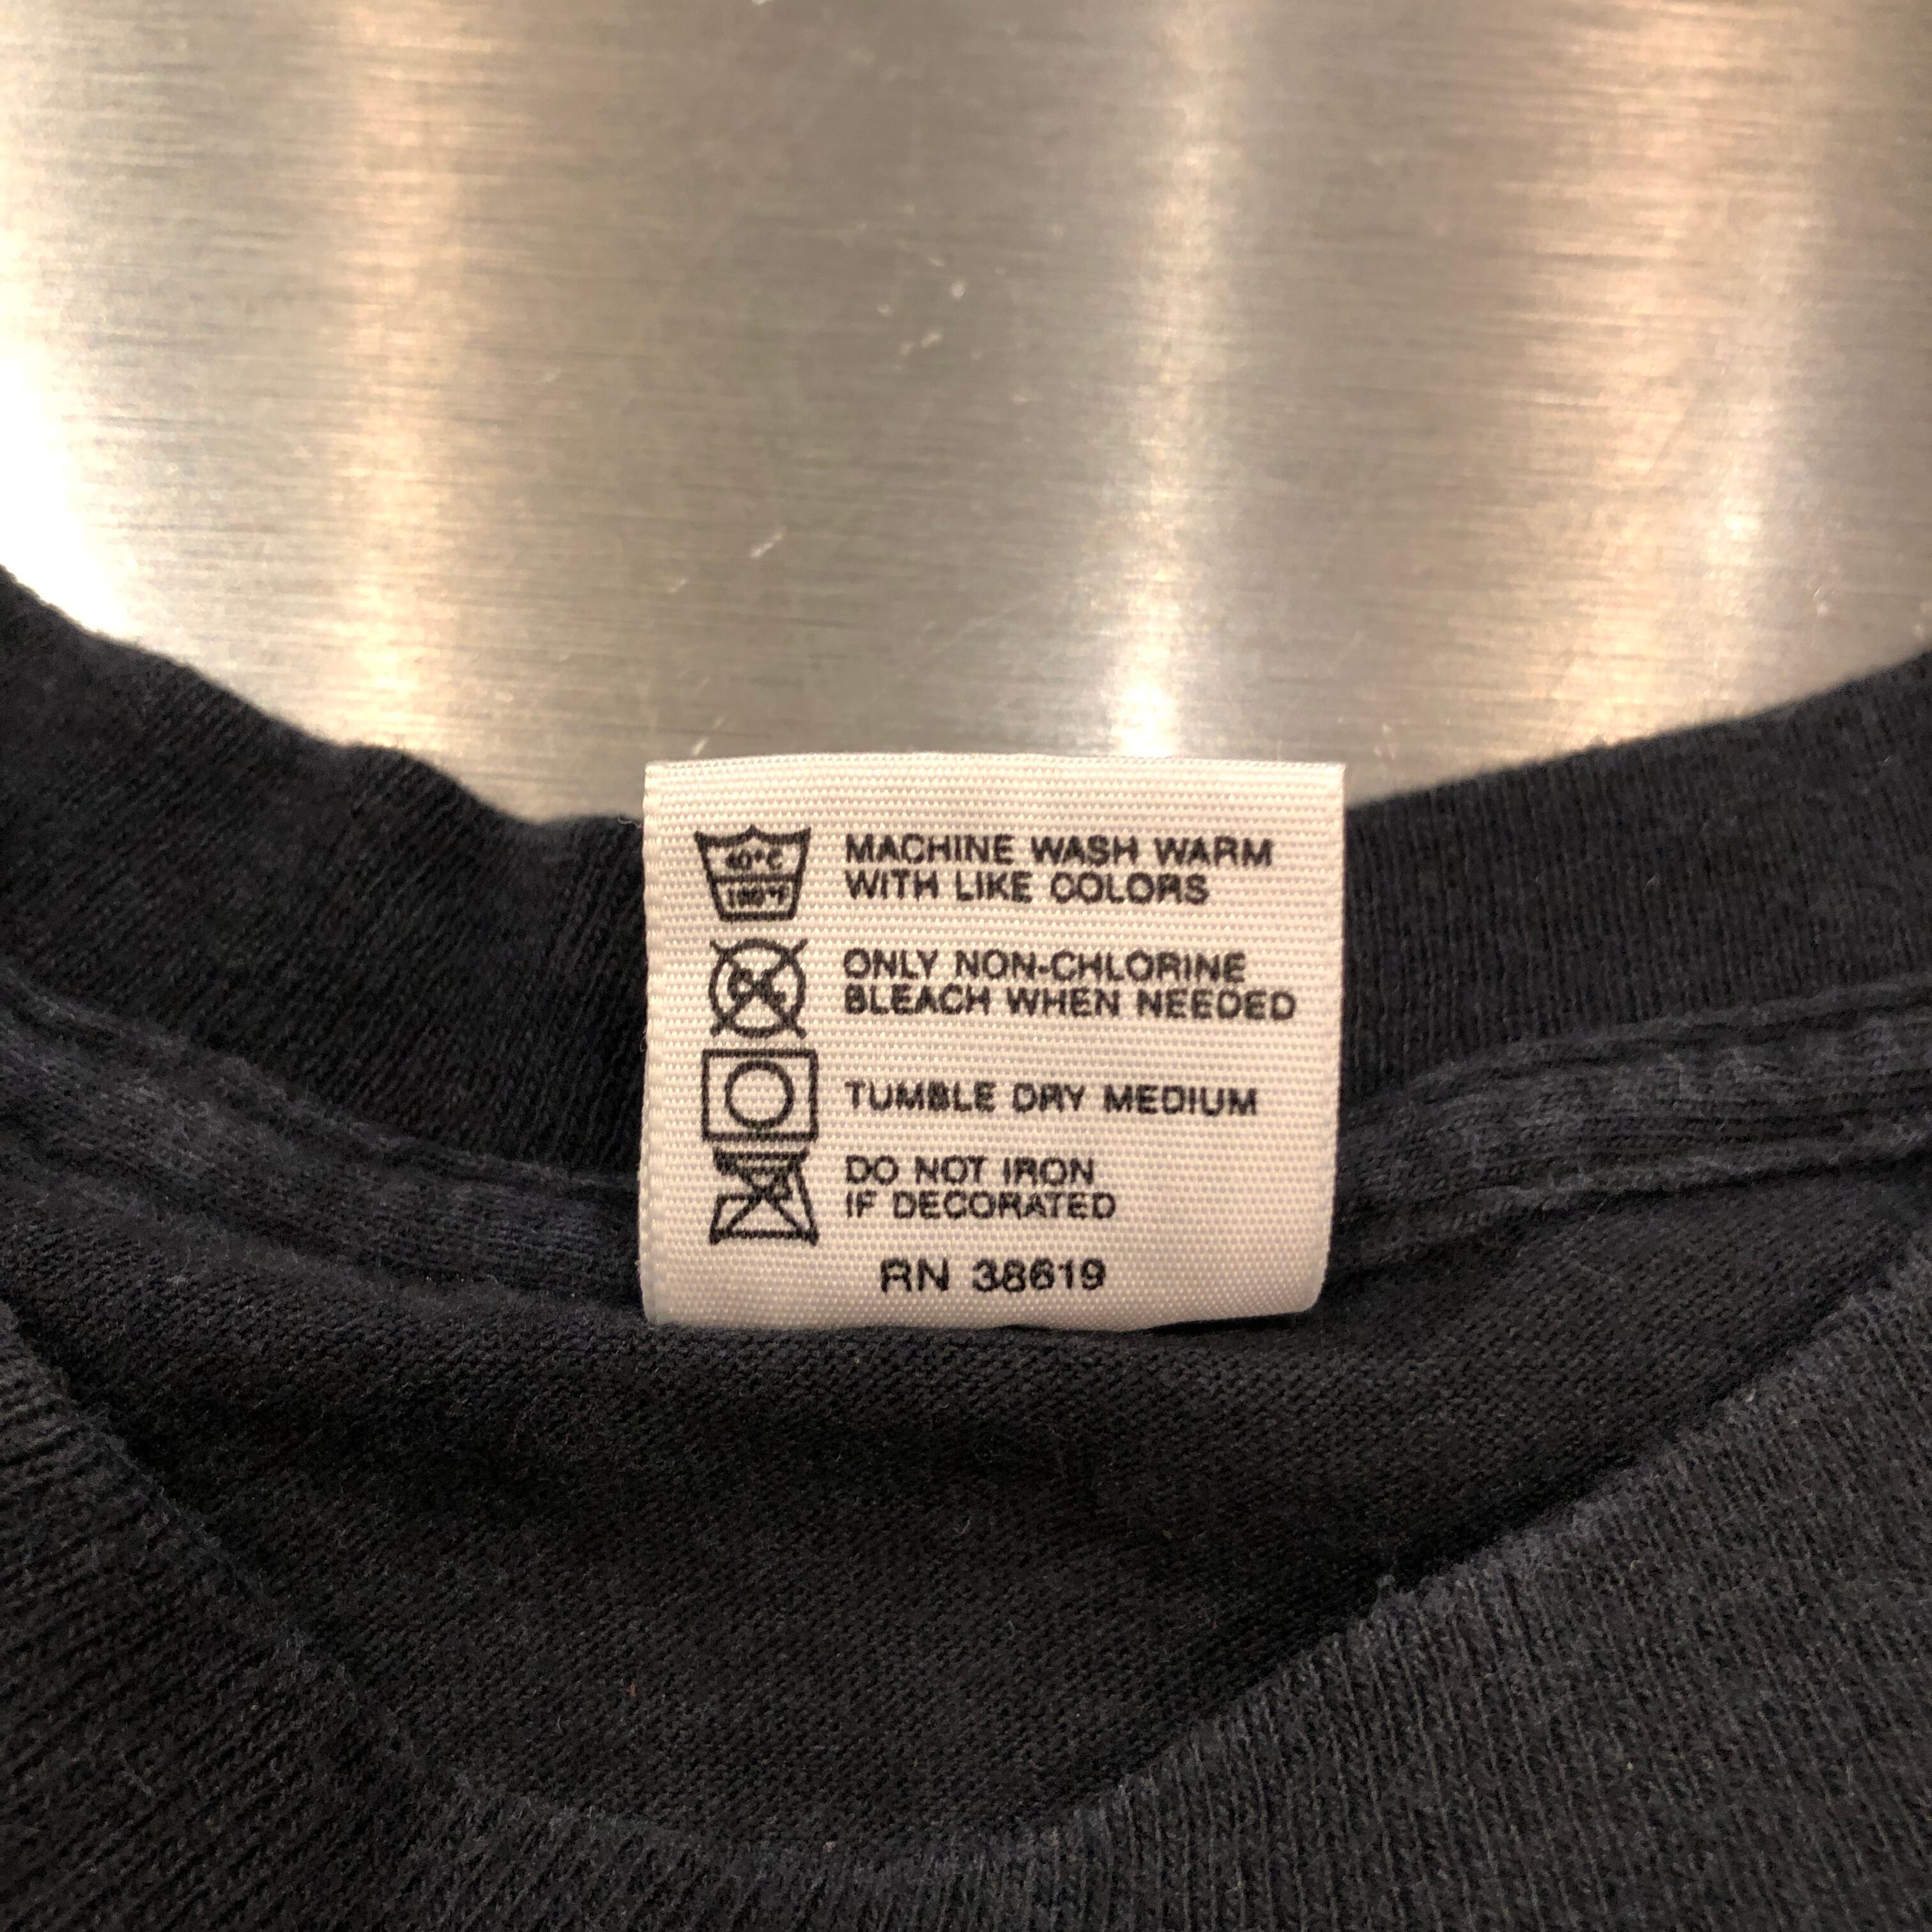 40°C
MACHINE WASH WARM
WITH LIKE COLORS
ONLY NON-CHLORINE
BLEACH WHEN NEEDED
TUMBLE DRY MEDIUM
DO NOT IRON
IF DECORATED
RN 38619